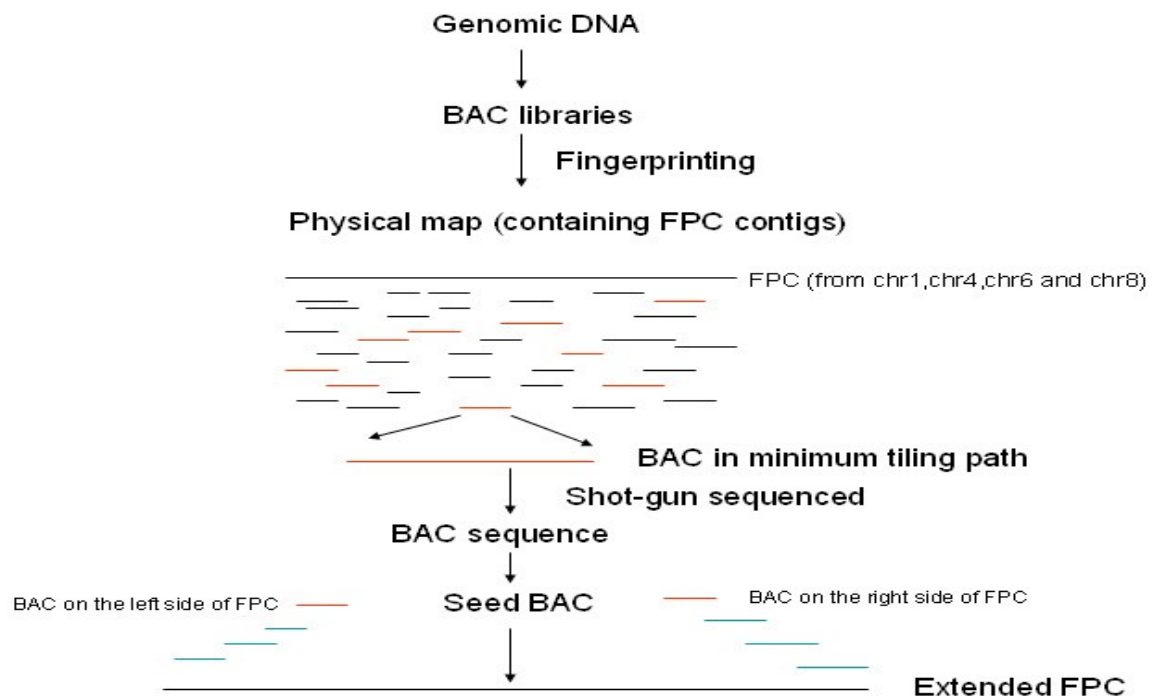 Genomic DNA
BAC libraries
Fingerprinting
Physical map (containing FPC contigs)
FPC (from chr1,chr4,chr6 and chr8)
BAC in minimum tiling path
Shot-gun sequenced
BAC sequence
BAC on the left side of FPC
Seed BAC
BAC on the right side of FPC
Extended FPC